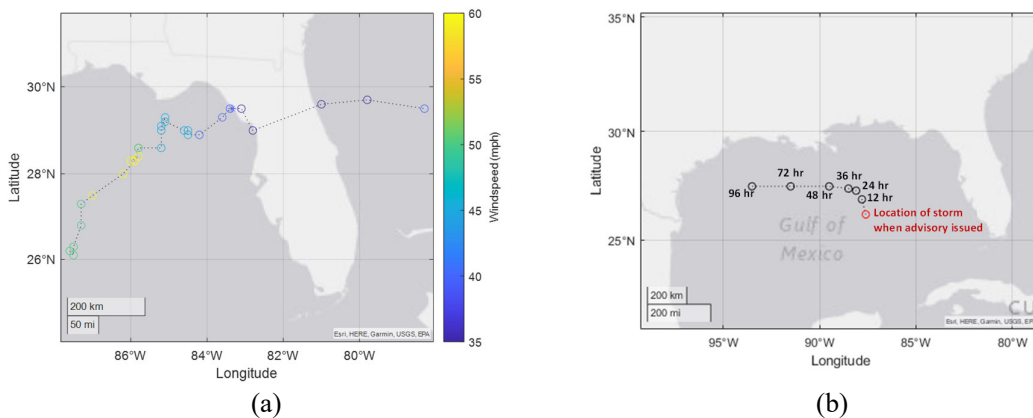 60
55
50
45
40
35
Windspeed (mph)
30°N
28°N
26°N
Latitude
200 km
50 mi
Esri, HERE, Garmin, USGS, EPA
86°W 84°W 82°W 80°W
Longitude
(a)
35°N
30°N
25°N
Latitude
96 hr
72 hr
48 hr
36 hr
24 hr
12 hr
Location of storm
when advisory issued
Gulf of
Mexico
CU
200 km
200 mi
Esri, HERE, Garmin, USGS, EPA
95°W 90°W 85°W 80°W
Longitude
(b)